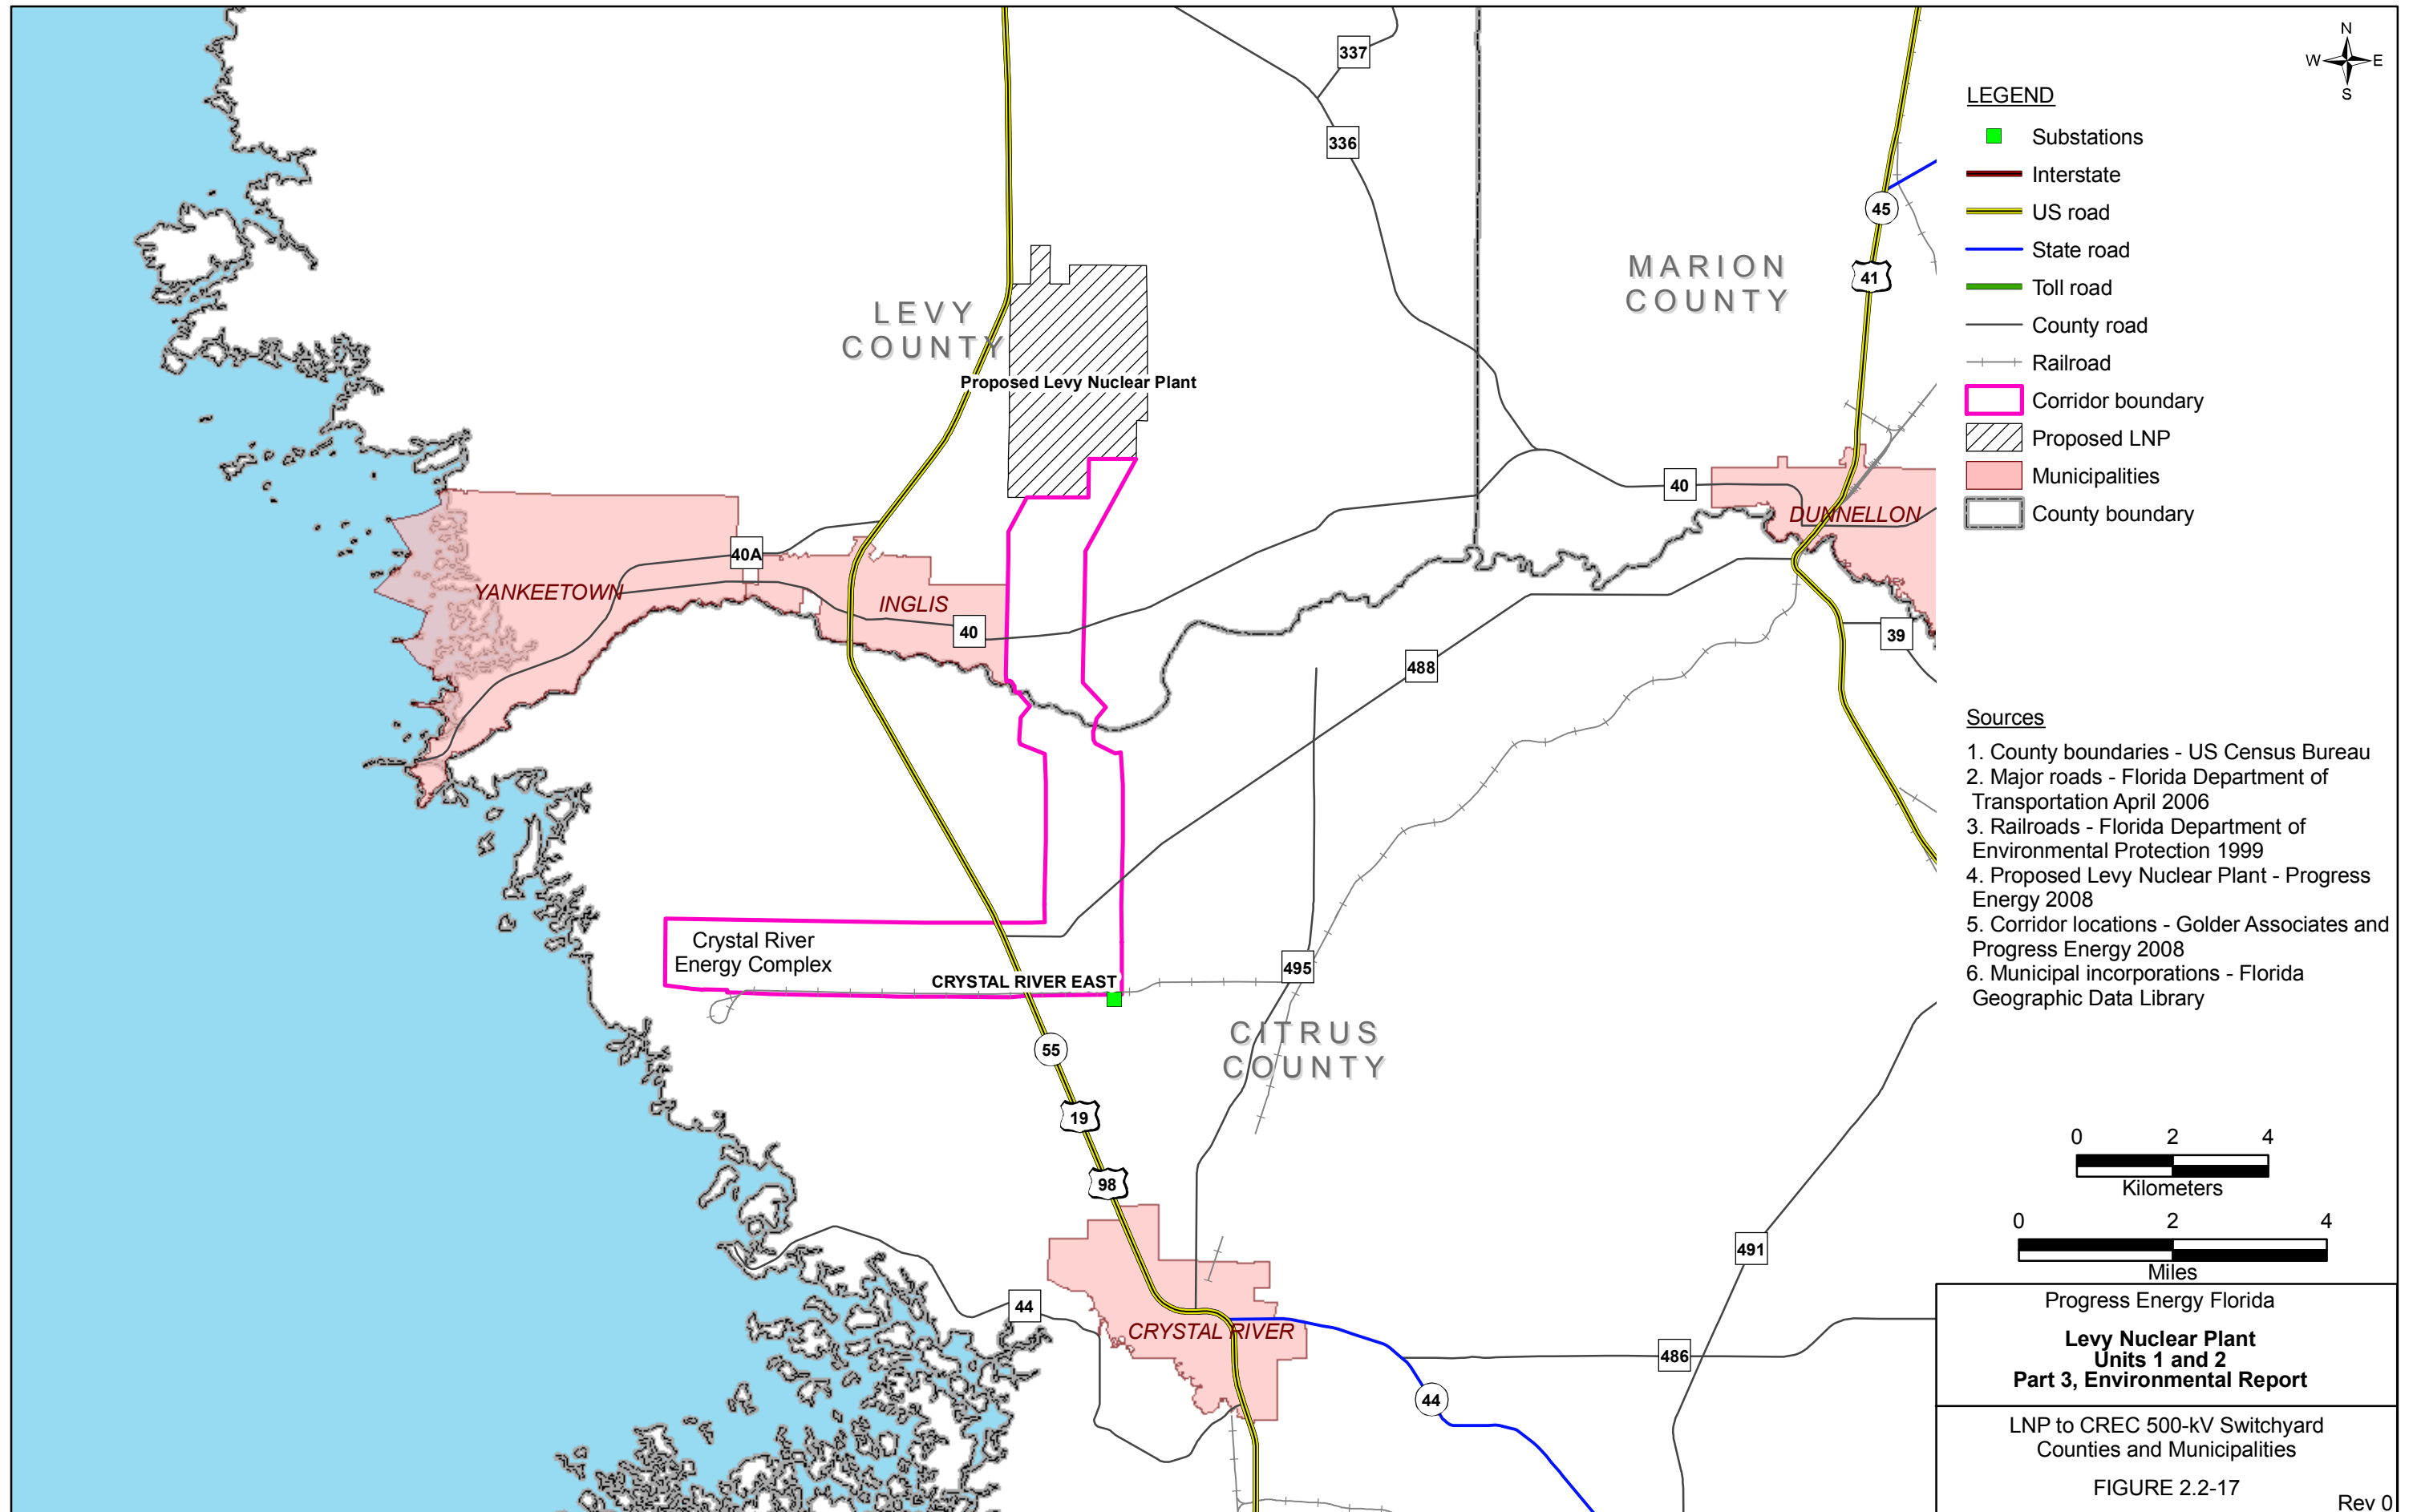 337
336
N
W E
S
LEGEND
Substations
Interstate
US road
State road
Toll road
County road
Railroad
Corridor boundary
Proposed LNP
Municipalities
County boundary
45
41
MARION
COUNTY
LEVY
COUNTY
Proposed Levy Nuclear Plant
40
DUNNELLON
40A
YANKEETOWN
INGLIS
40
39
488
Sources
1. County boundaries - US Census Bureau
2. Major roads - Florida Department of
Transportation April 2006
3. Railroads - Florida Department of
Environmental Protection 1999
4. Proposed Levy Nuclear Plant - Progress
Energy 2008
5. Corridor locations - Golder Associates and
Progress Energy 2008
6. Municipal incorporations - Florida
Geographic Data Library
Crystal River
Energy Complex
CRYSTAL RIVER EAST
495
CITRUS
COUNTY
55
19
98
44
CRYSTAL RIVER
491
486
44
0 2 4
Kilometers
0 2 4
Miles
Progress Energy Florida
Levy Nuclear Plant
Units 1 and 2
Part 3, Environmental Report
LNP to CREC 500-kV Switchyard
Counties and Municipalities
FIGURE 2.2-17
Rev 0